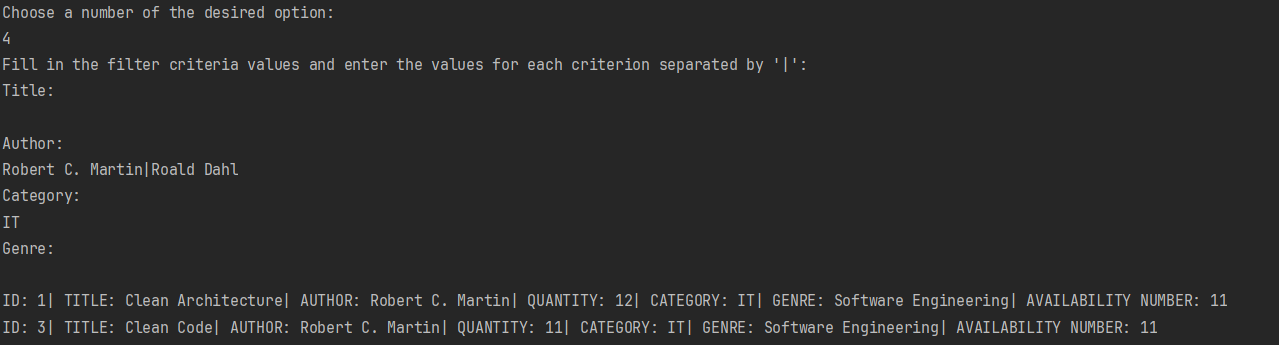 Choose a number of the desired option:
4
Fill in the filter criteria values and enter the values for each criterion separated by '|':
Title:
Author:
Robert C. Martin|Roald Dahl
Category:
IT
Genre:
ID: 1| TITLE: Clean Architecture| AUTHOR: Robert C. Martin| QUANTITY: 12| CATEGORY: IT| GENRE: Software Engineering| AVAILABILITY NUMBER: 11
ID: 3| TITLE: Clean Code| AUTHOR: Robert C. Martin| QUANTITY: 11| CATEGORY: IT| GENRE: Software Engineering| AVAILABILITY NUMBER: 11